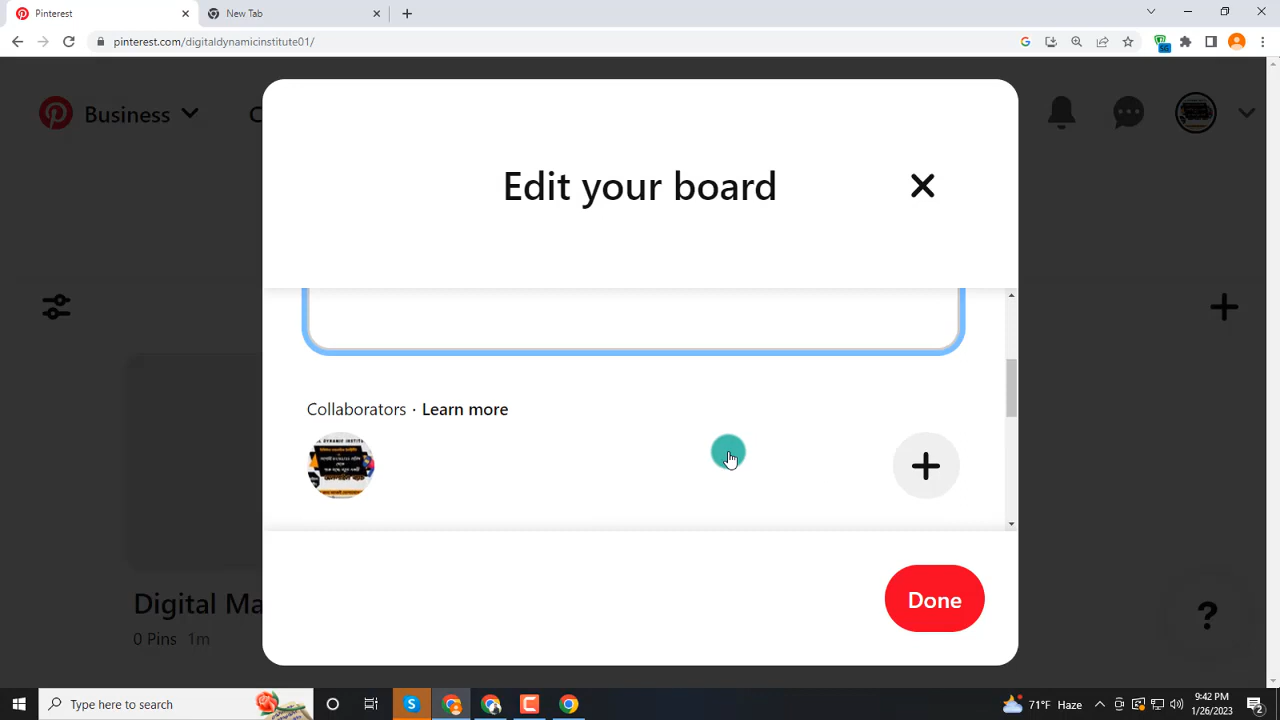 Pinterest
New Tab
pinterest.com/digitaldynamicinstitute01/
Business
C
Edit your board
Collaborators · Learn more
Done
Digital Ma
0 Pins 1m
?
Type here to search
71°F Haze
9:42 PM
1/26/2023